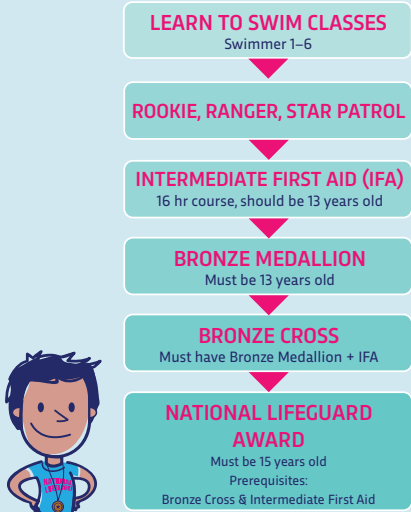 LEARN TO SWIM CLASSES
Swimmer 1–6
ROOKIE, RANGER, STAR PATROL
INTERMEDIATE FIRST AID (IFA)
16 hr course, should be 13 years old
BRONZE MEDALLION
Must be 13 years old
BRONZE CROSS
Must have Bronze Medallion + IFA
NATIONAL LIFEGUARD
AWARD
Must be 15 years old
Prerequisites:
Bronze Cross & Intermediate First Aid
NATIONAL
LIFEGUARD